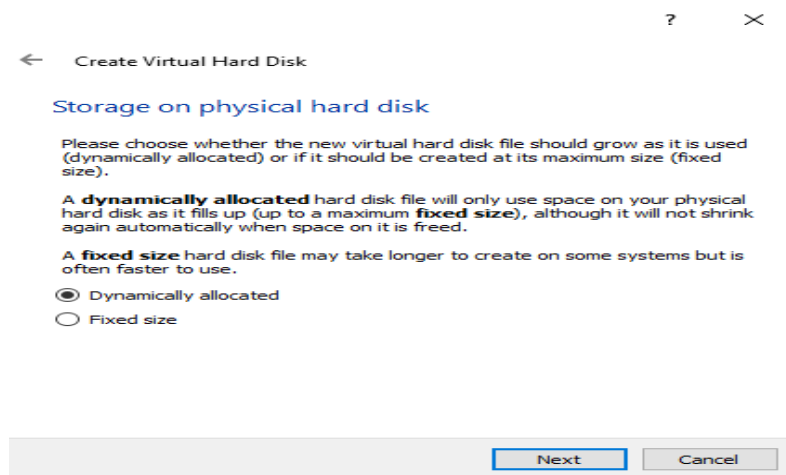 ?
Create Virtual Hard Disk
Storage on physical hard disk
Please choose whether the new virtual hard disk file should grow as it is used
(dynamically allocated) or if it should be created at its maximum size (fixed
size).
A dynamically allocated hard disk file will only use space on your physical
hard disk as it fills up (up to a maximum fixed size), although it will not shrink
again automatically when space on it is freed.
A fixed size hard disk file may take longer to create on some systems but is
often faster to use.
Dynamically allocated
Fixed size
Next Cancel